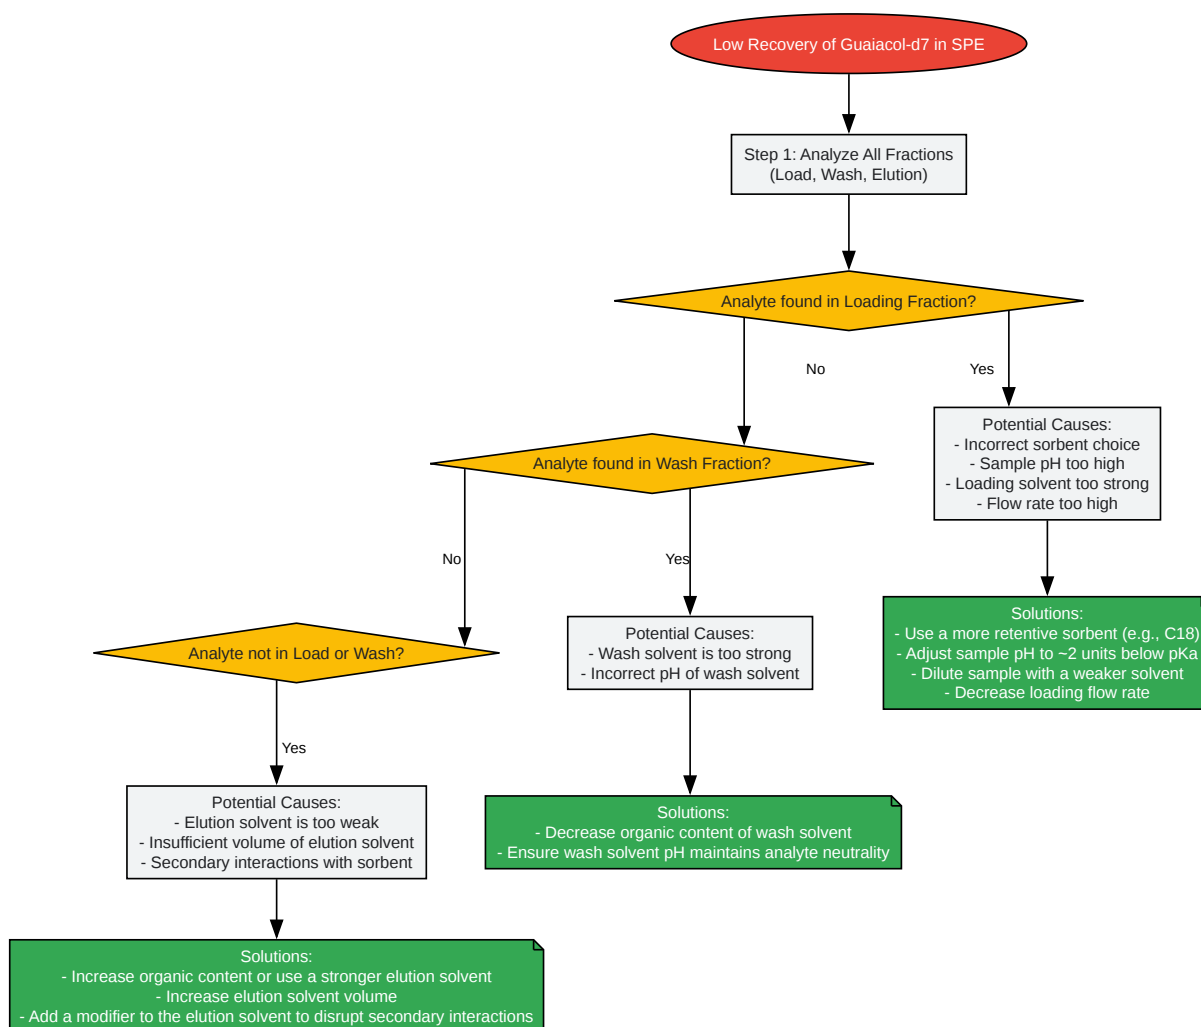 Low Recovery of Guaiacol-d7 in SPE
Step 1: Analyze All Fractions
(Load, Wash, Elution)
Analyte found in Loading Fraction?
No
Yes
Potential Causes:
- Incorrect sorbent choice
- Sample pH too high
- Loading solvent too strong
- Flow rate too high
Analyte found in Wash Fraction?
No
Yes
Solutions:
- Use a more retentive sorbent (e.g., C18)
- Adjust sample pH to ~2 units below pKa
- Dilute sample with a weaker solvent
- Decrease loading flow rate
Potential Causes:
- Wash solvent is too strong
- Incorrect pH of wash solvent
Analyte not in Load or Wash?
Yes
Potential Causes:
- Elution solvent is too weak
- Insufficient volume of elution solvent
- Secondary interactions with sorbent
Solutions:
- Decrease organic content of wash solvent
- Ensure wash solvent pH maintains analyte neutrality
Solutions:
- Increase organic content or use a stronger elution solvent
- Increase elution solvent volume
- Add a modifier to the elution solvent to disrupt secondary interactions